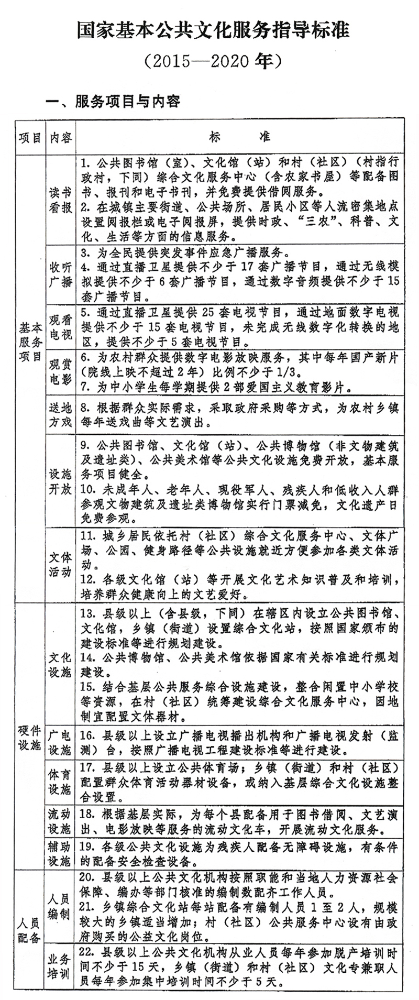 国家基本公共文化服务指导标准
（2015—2020 年）
一、服务项目与内容
项目 内容 标 准
基本
服务
项目
读书
看报
1. 公共图书馆（室）、文化馆（站）和村（社区）（村指行
政村，下同）综合文化服务中心（含农家书屋）等配备图
书、报刊和电子书刊，并免费提供借阅服务。
2. 在城镇主要街道、公共场所、居民小区等人流密集地点
设置阅报栏或电子阅报屏，提供时政、“三农”、科普、文
化、生活等方面的信息服务。
收听
广播
3. 为全民提供突发事件应急广播服务。
4. 通过直播卫星提供不少于 17 套广播节目，通过无线模
拟提供不少于 6 套广播节目，通过数字音频提供不少于 15
套广播节目。
观看
电视
5. 通过直播卫星提供 25 套电视节目，通过地面数字电视
提供不少于 15 套电视节目，未完成无线数字化转换的地
区，提供不少于 5 套电视节目。
观赏
电影
6. 为农村群众提供数字电影放映服务，其中每年国产新片
（院线上映不超过 2 年）比例不少于 1/3。
7. 为中小学生每学期提供 2 部爱国主义教育影片。
送地
方戏
8. 根据群众实际需求，采取政府采购等方式，为农村乡镇
每年送戏曲等文艺演出。
设施
开放
9. 公共图书馆、文化馆（站）、公共博物馆（非文物建筑
及遗址类）、公共美术馆等公共文化设施免费开放，基本服
务项目健全。
10. 未成年人、老年人、现役军人、残疾人和低收入人群
参观文物建筑及遗址类博物馆实行门票减免，文化遗产日
免费参观。
文体
活动
11. 城乡居民依托村（社区）综合文化服务中心、文体广
场、公园、健身路径等公共设施就近方便参加各类文体活
动。
12. 各级文化馆（站）等开展文化艺术知识普及和培训，
培养群众健康向上的文艺爱好。
硬件
设施
文化
设施
13. 县级以上（含县级，下同）在辖区内设立公共图书馆、
文化馆，乡镇（街道）设置综合文化站，按照国家颁布的
建设标准等进行规划建设。
14. 公共博物馆、公共美术馆依据国家有关标准进行规划
建设。
15. 结合基层公共服务综合设施建设，整合闲置中小学校
等资源，在村（社区）统筹建设综合文化服务中心，因地
制宜配置文体器材。
广电
设施
16. 县级以上设立广播电视播出机构和广播电视发射（监
测）台，按照广播电视工程建设标准等进行建设。
体育
设施
17. 县级以上设立公共体育场；乡镇（街道）和村（社区）
配置群众体育活动器材设备，或纳入基层综合文化设施整
合设置。
流动
设施
18. 根据基层实际，为每个县配备用于图书借阅、文艺演
出、电影放映等服务的流动文化车，开展流动文化服务。
辅助
设施
19. 各级公共文化设施为残疾人配备无障碍设施，有条件
的配备安全检查设备。
人员
配备
人员
编制
20. 县级以上公共文化机构按照职能和当地人力资源社会
保障、编办等部门核准的编制数配齐工作人员。
21. 乡镇综合文化站每站配备有编制人员 1 至 2 人，规模
较大的乡镇适当增加；村（社区）公共服务中心设有由政
府购买的公益文化岗位。
业务
培训
22. 县级以上公共文化机构从业人员每年参加脱产培训时
间不少于 15 天，乡镇（街道）和村（社区）文化专兼职人
员每年参加集中培训时间不少于 5 天。